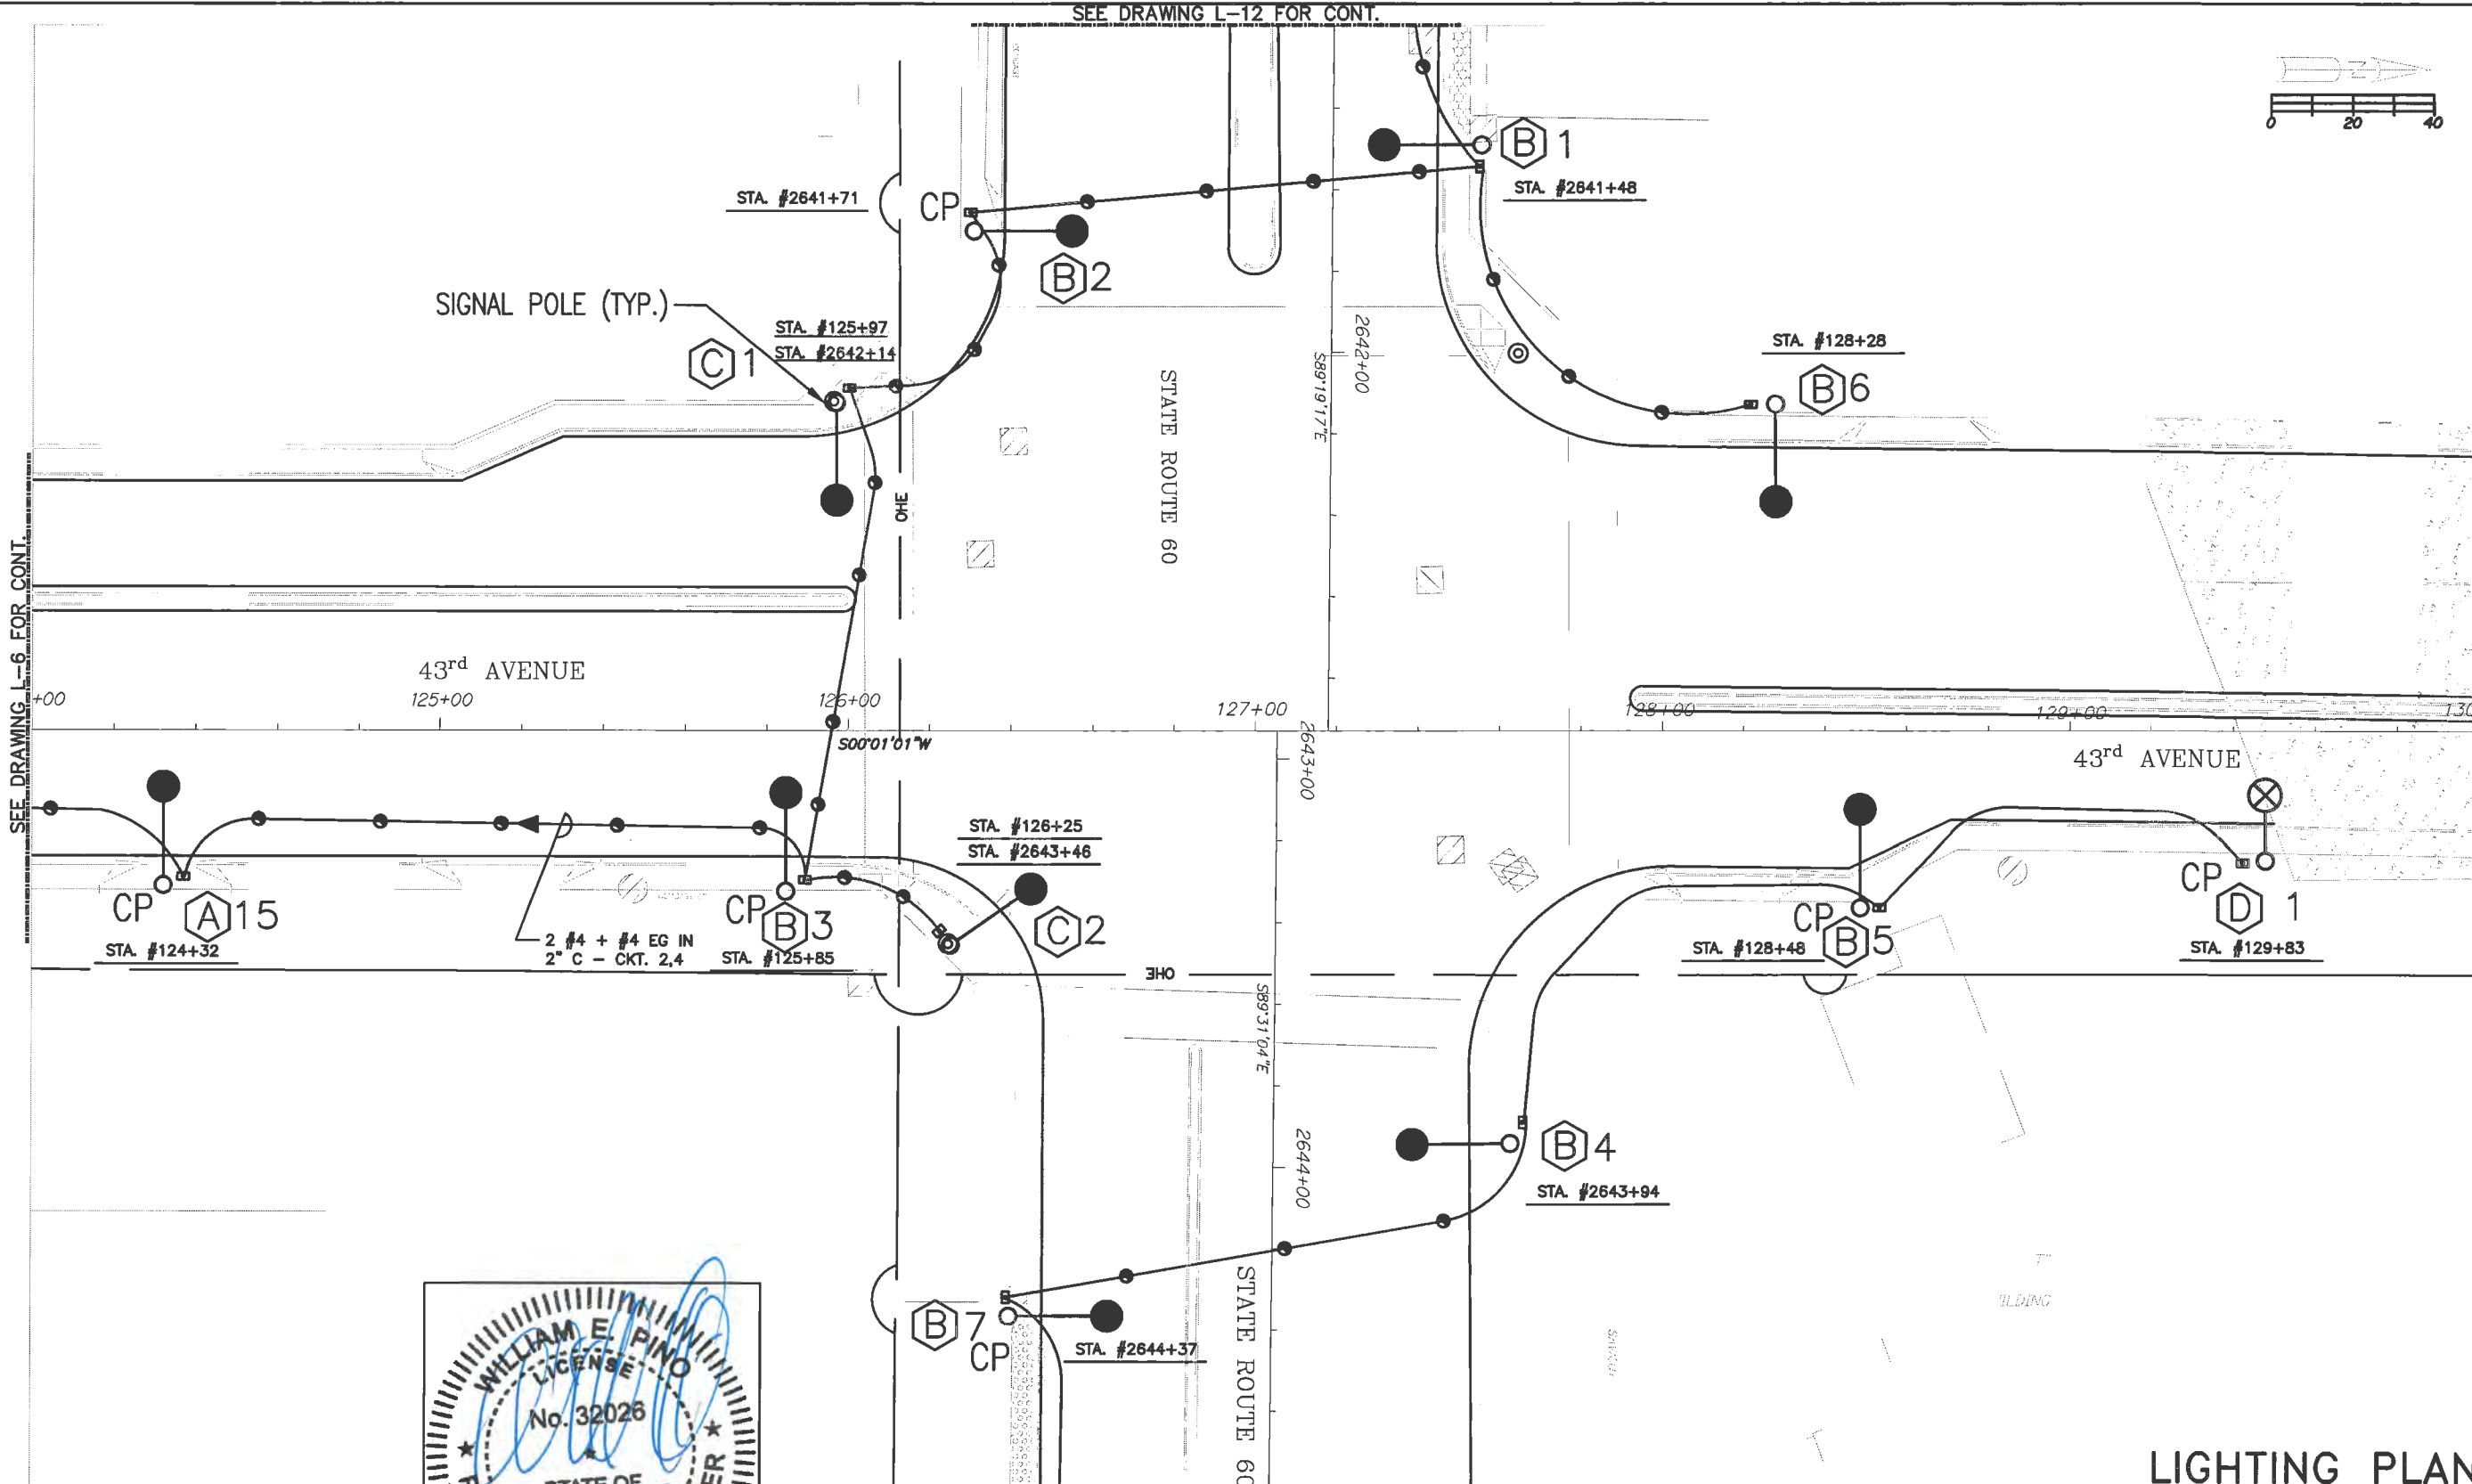 SEE DRAWING L-12 FOR CONT.
0 20 40
B 1
STA. #2641+48
STA. #2641+71
CP
B 2
SIGNAL POLE (TYP.)
STA. #125+97
STA. #2642+14
C 1
2642+00
S89°19'17"E
STATE ROUTE 60
STA. #128+28
B 6
OHE
SEE DRAWING L-6 FOR CONT.
43rd AVENUE
+00
125+00
126+00
127+00
128+00
129+00
130
S00°01'01"W
2643+00
43rd AVENUE
STA. #126+25
STA. #2643+46
C 2
CP
A 15
STA. #124+32
2 #4 + #4 EG IN
2" C - CKT. 2,4
CP
B 3
STA. #125+85
CP
B 5
STA. #128+48
CP
D 1
STA. #129+83
OHE
S89°31'04"E
B 4
STA. #2643+94
2644+00
B 7
CP
STA. #2644+37
STATE ROUTE 60
WILLIAM E. PINO
LICENSE
No. 32026
STATE OF
LIGHTING PLAN